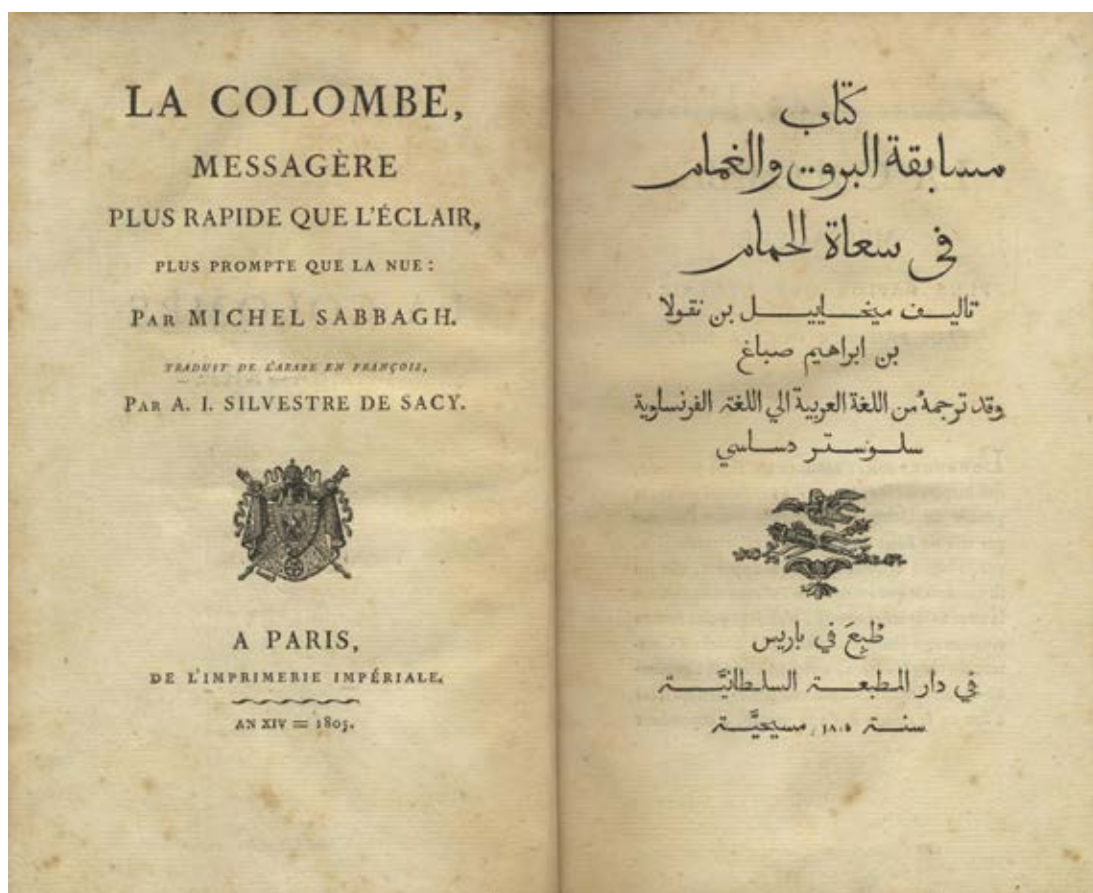 LA COLOMBE,
MESSAGÈRE
PLUS RAPIDE QUE L'ÉCLAIR,
PLUS PROMPTE QUE LA NUE :
PAR MICHEL SABBAGH.
TRADUIT DE L'ARABE EN FRANÇOIS,
PAR A. I. SILVESTRE DE SACY.
A PARIS,
DE L'IMPRIMERIE IMPÉRIALE.
AN XIV = 1805.
كتاب
مسابقة البروق والغمام
في سعاة الحمام
تاليف ميخاييل بن نقولا
بن ابراهيم صباغ
وقد ترجمهُ من اللغة العربية الي اللغة الفرنساوية
سلوستر دساسي
طُبِعَ في باريس
في دار المطبعة السلطانيَّة
سنة ١٨٠٥ مسيحيَّة